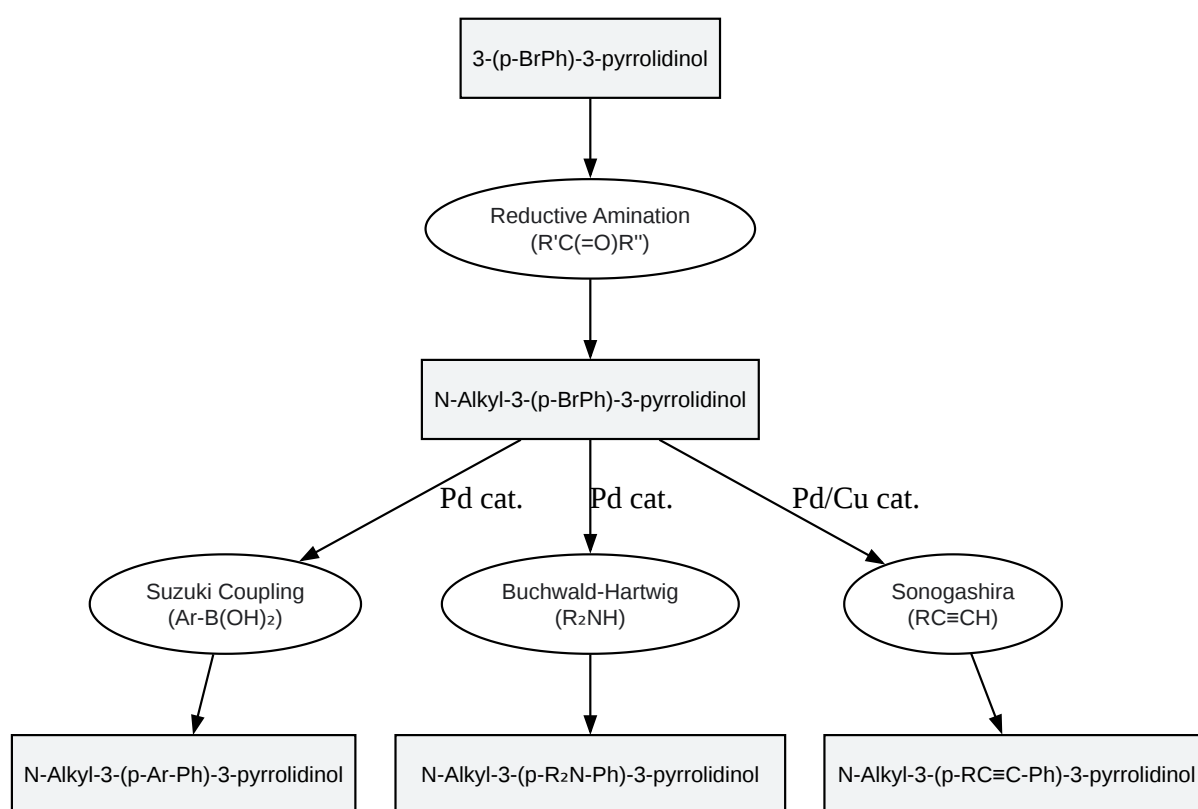 3-(p-BrPh)-3-pyrrolidinol
Reductive Amination
(R'C(=O)R'')
N-Alkyl-3-(p-BrPh)-3-pyrrolidinol
Pd cat.
Pd cat.
Pd/Cu cat.
Suzuki Coupling
(Ar-B(OH)₂)
Buchwald-Hartwig
(R₂NH)
Sonogashira
(RC≡CH)
N-Alkyl-3-(p-Ar-Ph)-3-pyrrolidinol
N-Alkyl-3-(p-R₂N-Ph)-3-pyrrolidinol
N-Alkyl-3-(p-RC≡C-Ph)-3-pyrrolidinol